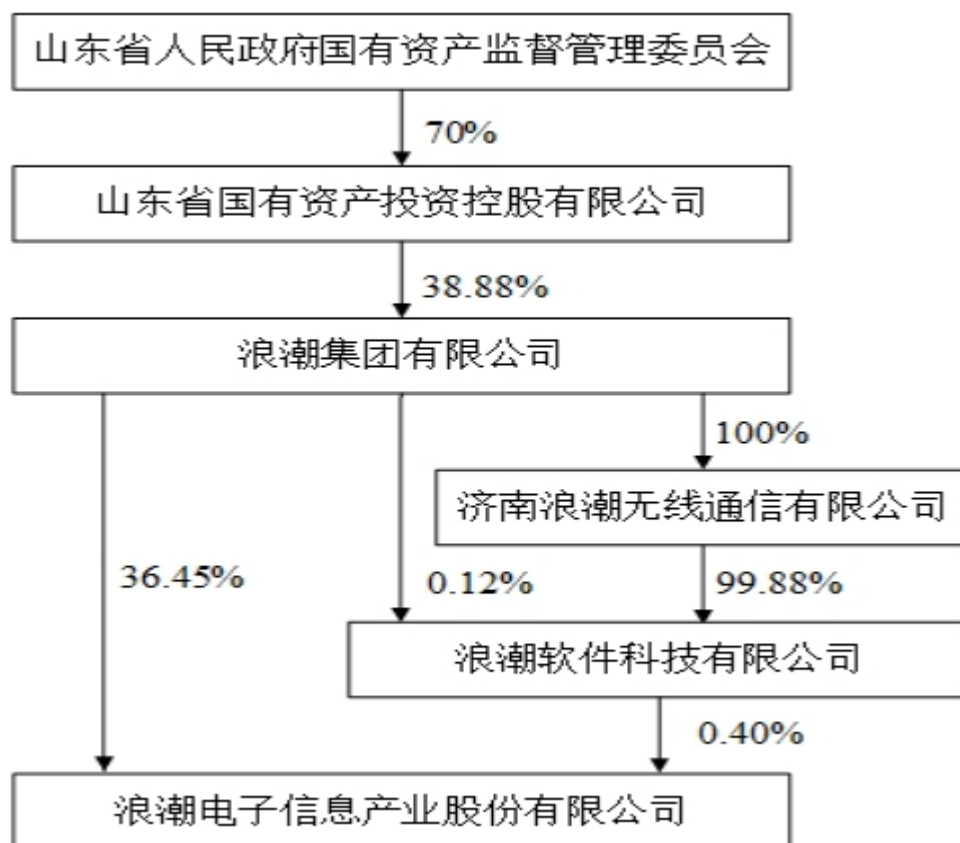 山东省人民政府国有资产监督管理委员会
70%
山东省国有资产投资控股有限公司
38.88%
浪潮集团有限公司
100%
济南浪潮无线通信有限公司
36.45%
0.12%
99.88%
浪潮软件科技有限公司
0.40%
浪潮电子信息产业股份有限公司